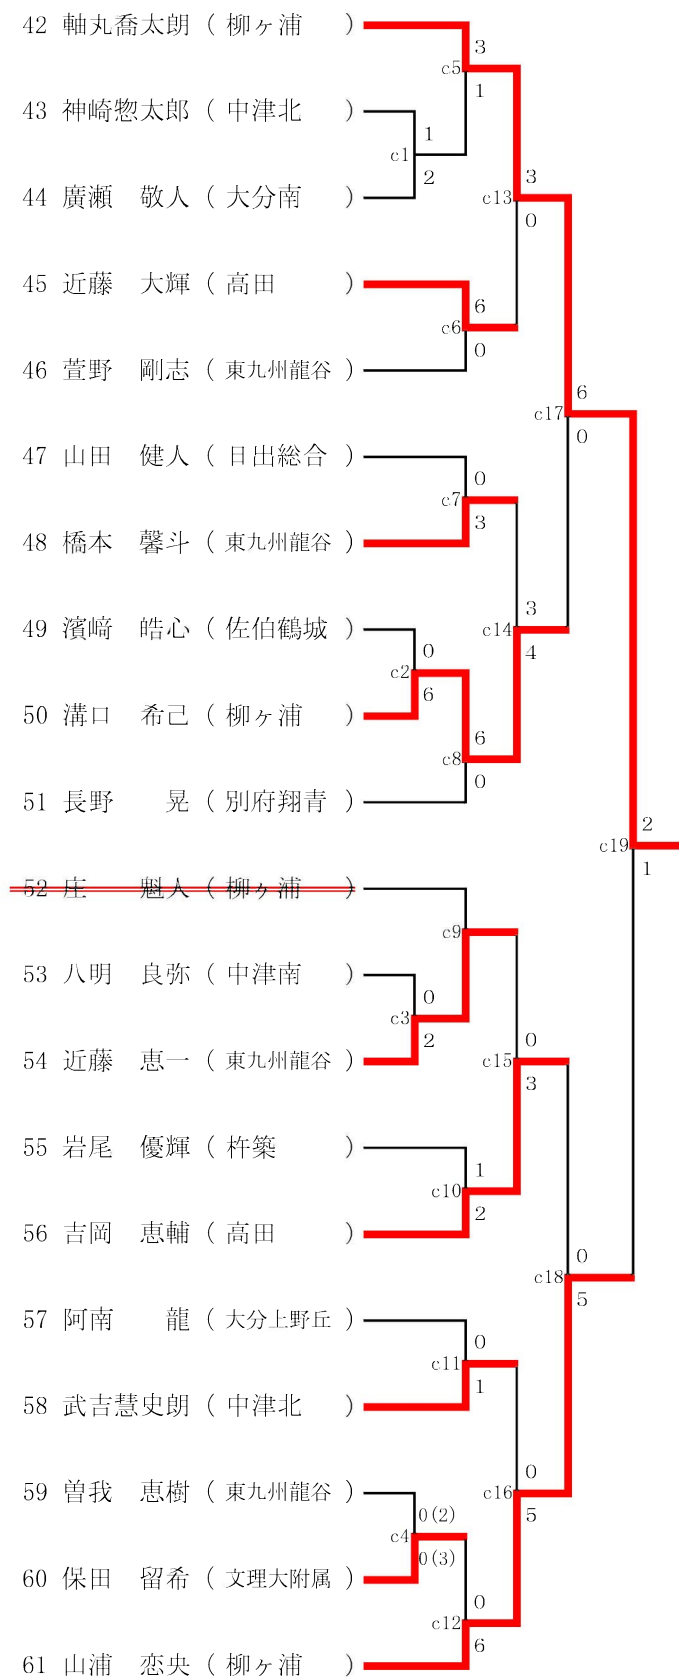 42 軸丸喬太朗 ( 柳ヶ浦 )
3
c5
1
43 神崎惣太郎 ( 中津北 )
1
c1
2
44 廣瀬 敬人 ( 大分南 )
3
c13
0
45 近藤 大輝 ( 高田 )
6
c6
0
46 萱野 剛志 ( 東九州龍谷 )
6
c17
0
47 山田 健人 ( 日出総合 )
0
c7
3
48 橋本 馨斗 ( 東九州龍谷 )
3
c14
4
49 濱﨑 皓心 ( 佐伯鶴城 )
0
c2
6
50 溝口 希己 ( 柳ヶ浦 )
6
c8
0
51 長野 晃 ( 別府翔青 )
2
c19
1
52 庄 魁人 ( 柳ヶ浦 )
c9
53 八明 良弥 ( 中津南 )
0
c3
2
54 近藤 恵一 ( 東九州龍谷 )
0
c15
3
55 岩尾 優輝 ( 杵築 )
1
c10
2
56 吉岡 恵輔 ( 高田 )
0
c18
5
57 阿南 龍 ( 大分上野丘 )
0
c11
1
58 武吉慧史朗 ( 中津北 )
0
c16
5
59 曽我 恵樹 ( 東九州龍谷 )
0(2)
c4
0(3)
60 保田 留希 ( 文理大附属 )
0
c12
6
61 山浦 恋央 ( 柳ヶ浦 )